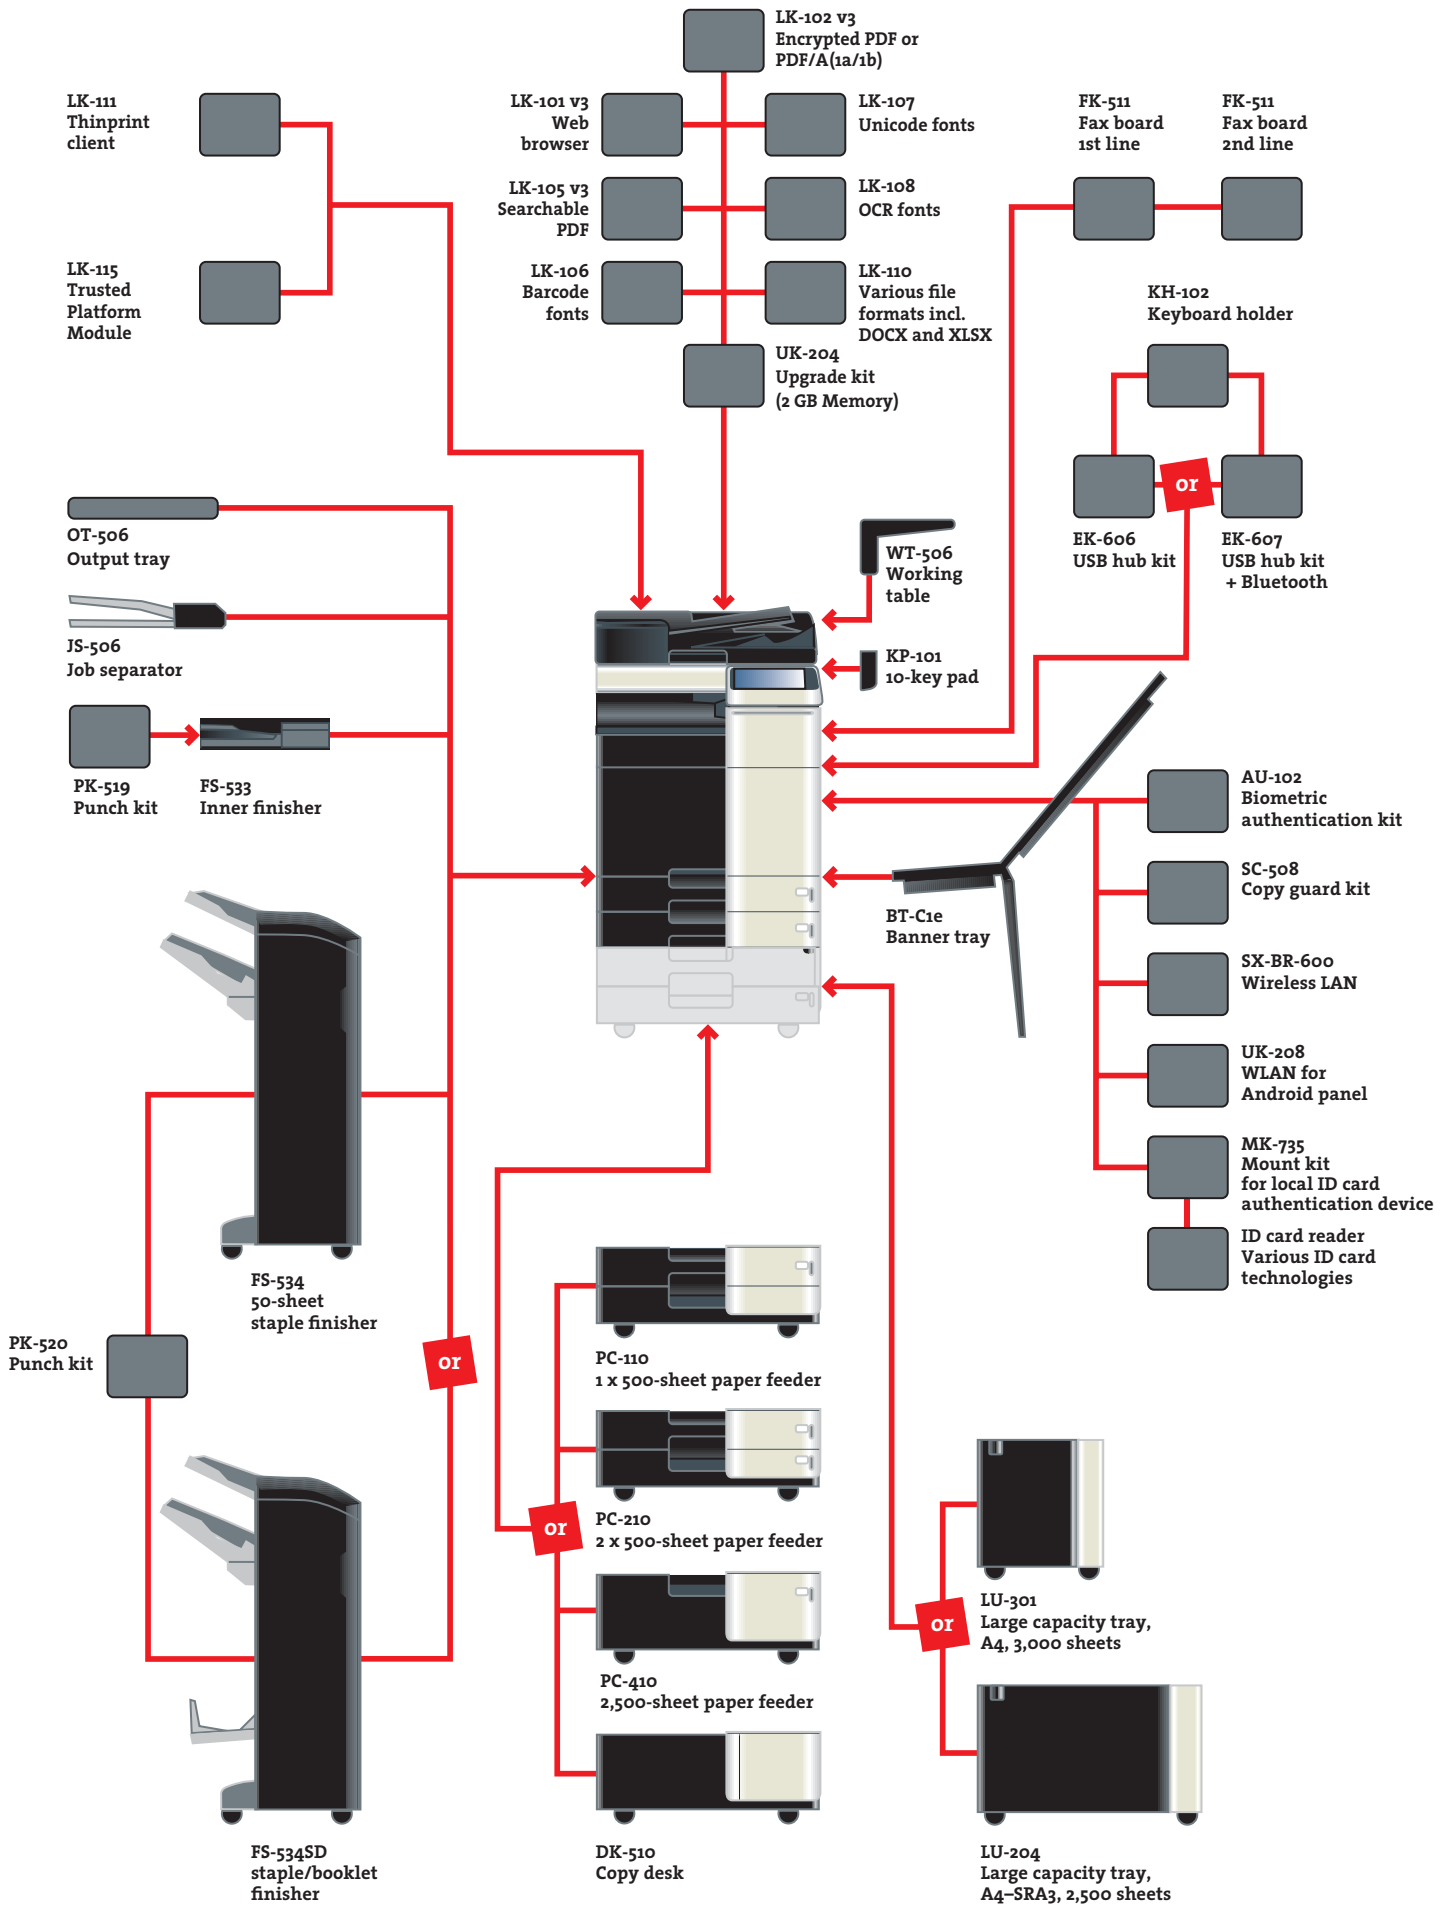 LK-102 v3
Encrypted PDF or
PDF/A(1a/1b)
LK-111
Thinprint
client
LK-101 v3
Web
browser
LK-107
Unicode fonts
FK-511
Fax board
1st line
FK-511
Fax board
2nd line
LK-105 v3
Searchable
PDF
LK-108
OCR fonts
LK-115
Trusted
Platform
Module
LK-106
Barcode
fonts
LK-110
Various file
formats incl.
DOCX and XLSX
KH-102
Keyboard holder
UK-204
Upgrade kit
(2 GB Memory)
or
EK-606
USB hub kit
EK-607
USB hub kit
+ Bluetooth
OT-506
Output tray
WT-506
Working
table
JS-506
Job separator
KP-101
10-key pad
PK-519
Punch kit
FS-533
Inner finisher
AU-102
Biometric
authentication kit
SC-508
Copy guard kit
BT-C1e
Banner tray
SX-BR-600
Wireless LAN
UK-208
WLAN for
Android panel
MK-735
Mount kit
for local ID card
authentication device
ID card reader
Various ID card
technologies
FS-534
50-sheet
staple finisher
PK-520
Punch kit
or
PC-110
1 x 500-sheet paper feeder
or
PC-210
2 x 500-sheet paper feeder
LU-301
Large capacity tray,
A4, 3,000 sheets
or
PC-410
2,500-sheet paper feeder
FS-534SD
staple/booklet
finisher
DK-510
Copy desk
LU-204
Large capacity tray,
A4–SRA3, 2,500 sheets